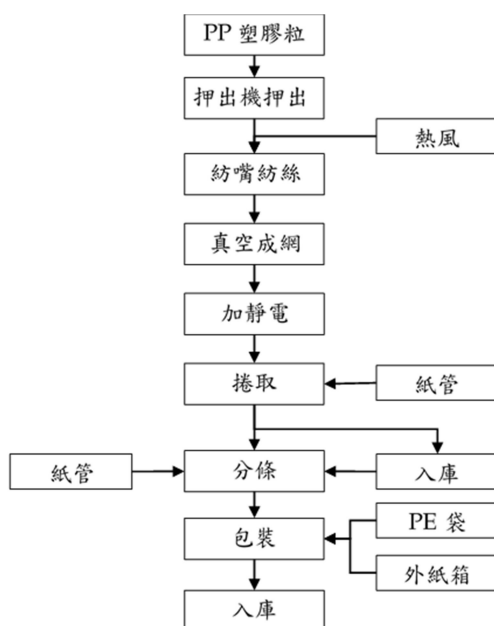 PP 塑膠粒
押出機押出
熱風
紡嘴紡絲
真空成網
加靜電
捲取
紙管
紙管
分條
入庫
PE 袋
包裝
外紙箱
入庫